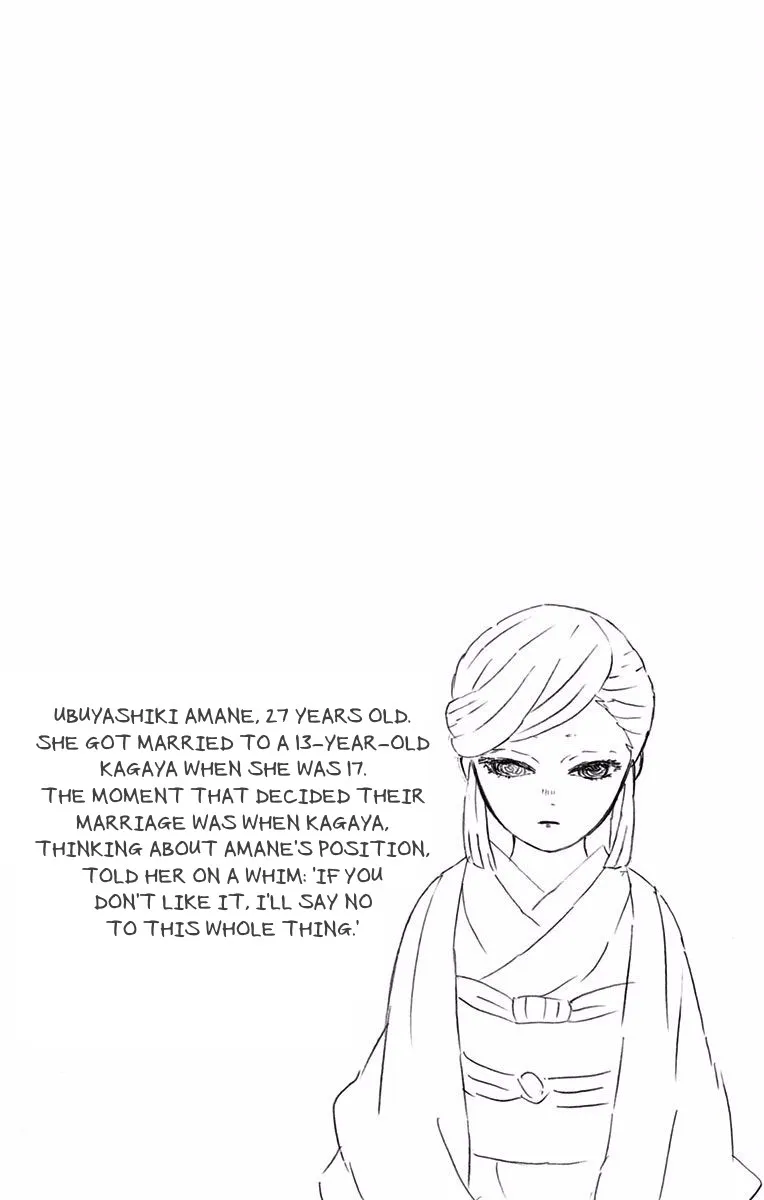 UBUYASHIKI AMANE, 27 YEARS OLD.
SHE GOT MARRIED TO A 13-YEAR-OLD
KAGAYA WHEN SHE WAS 17.
THE MOMENT THAT DECIDED THEIR
MARRIAGE WAS WHEN KAGAYA,
THINKING ABOUT AMANE'S POSITION,
TOLD HER ON A WHIM: 'IF YOU
DON'T LIKE IT, I'LL SAY NO
TO THIS WHOLE THING.'